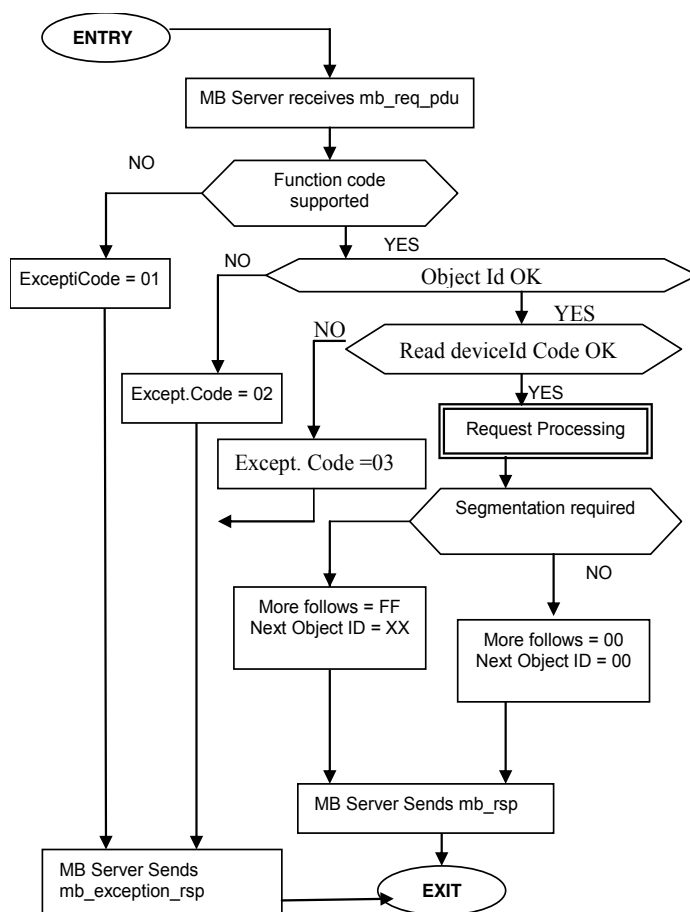 ENTRY
MB Server receives mb_req_pdu
NO
Function code
supported
YES
ExceptiCode = 01
NO
Object Id OK
YES
NO
Read deviceId Code OK
Except.Code = 02
YES
Request Processing
Except. Code =03
Segmentation required
NO
More follows = FF
Next Object ID = XX
More follows = 00
Next Object ID = 00
MB Server Sends mb_rsp
MB Server Sends
mb_exception_rsp
EXIT